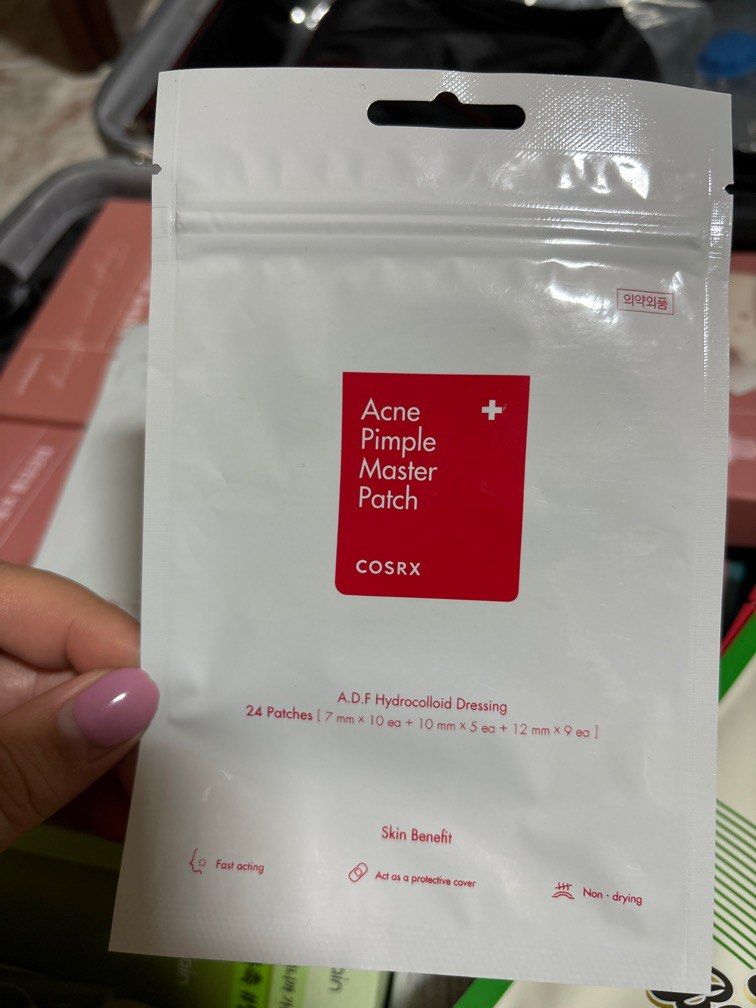 의약외품
Acne
Pimple
Master
Patch
COSRX
A.D.F Hydrocolloid Dressing
24 Patches [ 7 mm × 10 ea + 10 mm × 5 ea + 12 mm × 9 ea ]
Skin Benefit
Fast acting
Act as a protective cover
Non - drying